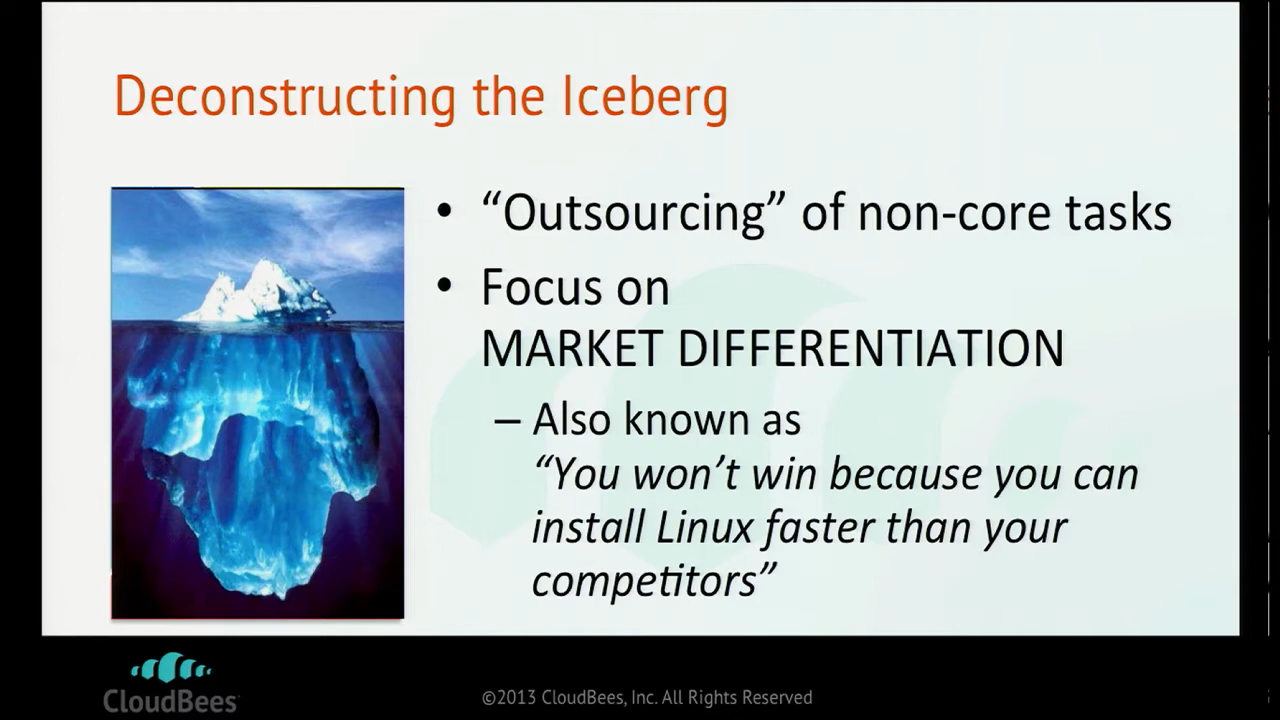 Deconstructing the Iceberg
• “Outsourcing” of non-core tasks
• Focus on
MARKET DIFFERENTIATION
– Also known as
“You won’t win because you can
install Linux faster than your
competitors”
CloudBees
©2013 CloudBees, Inc. All Rights Reserved